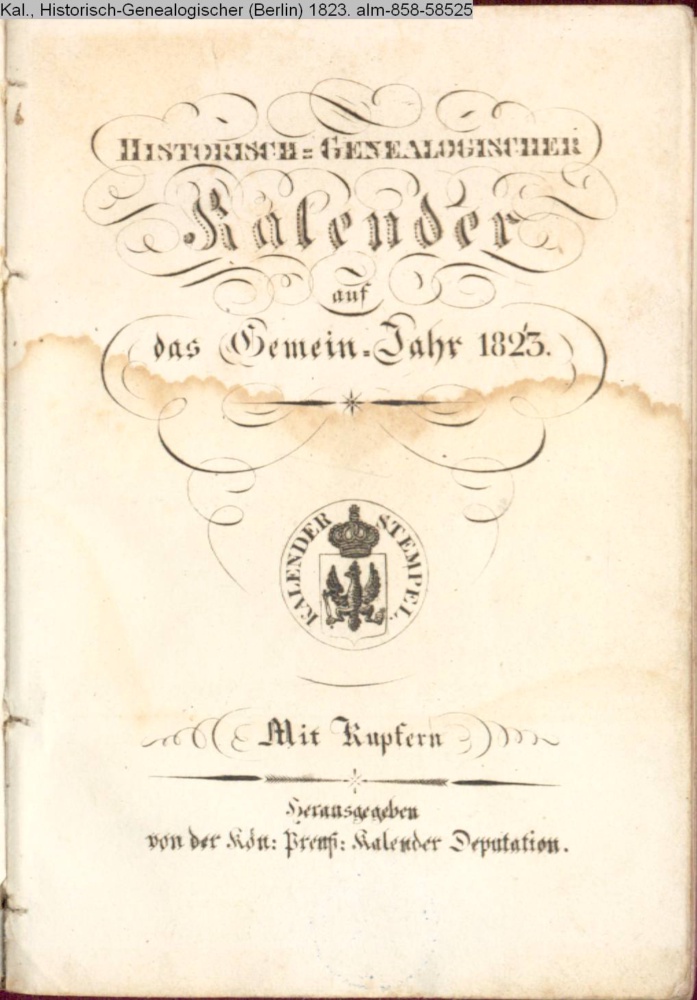 Kal., Historisch-Genealogischer (Berlin) 1823. alm-858-58525
HISTORISCH=GENEALOGISCHER
Kalender
auf
das Gemein=Jahr 1823.
KALENDER STEMPEL.
Mit Kupfern
Herausgegeben
von der Kön: Preuß: Kalender Deputation.